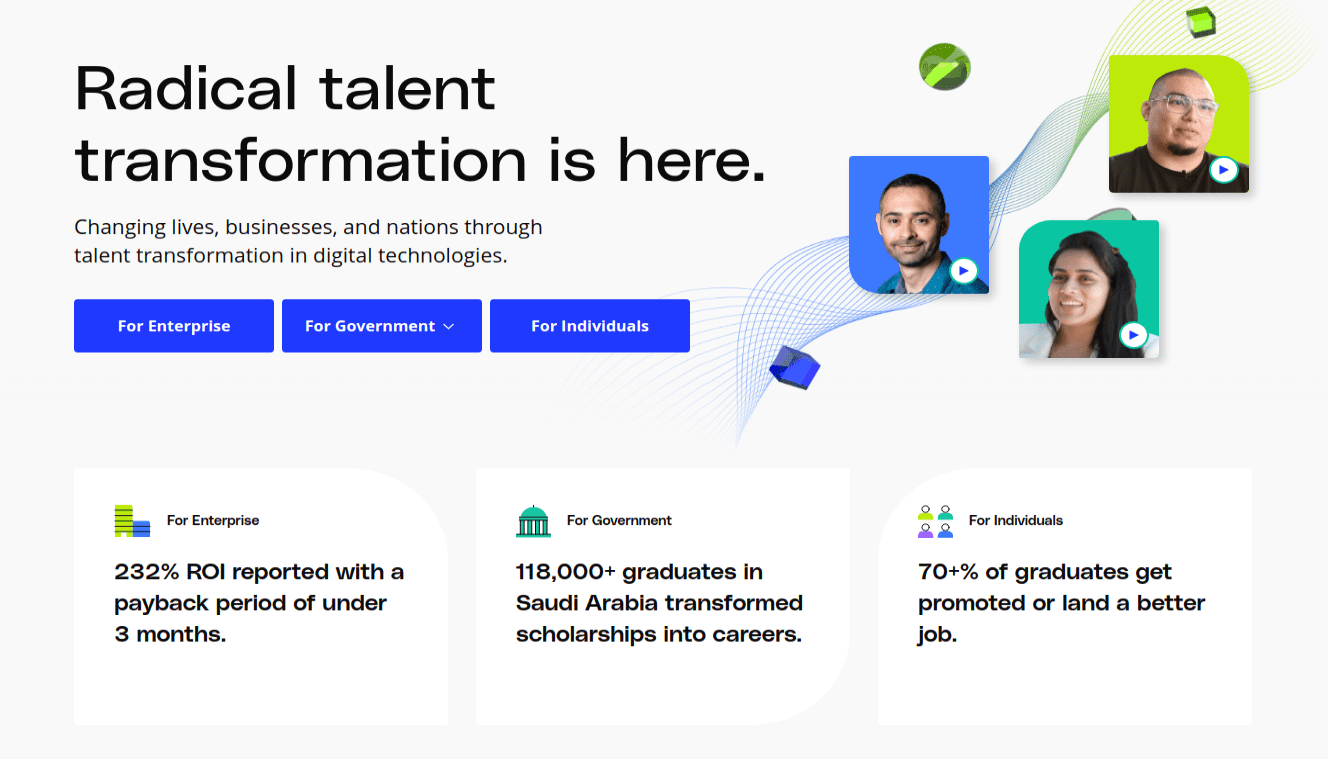 Radical talent
transformation is here.
Changing lives, businesses, and nations through
talent transformation in digital technologies.
For Enterprise
For Government
For Individuals
For Enterprise
232% ROI reported with a
payback period of under
3 months.
For Government
118,000+ graduates in
Saudi Arabia transformed
scholarships into careers.
For Individuals
70+% of graduates get
promoted or land a better
job.